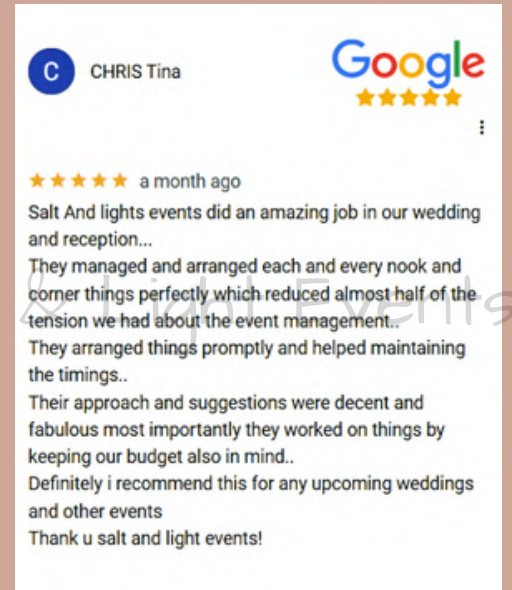 C
CHRIS Tina
Google
a month ago
Salt And lights events did an amazing job in our wedding
and reception...
They managed and arranged each and every nook and
corner things perfectly which reduced almost half of the
& Light Events
tension we had about the event management..
They arranged things promptly and helped maintaining
the timings..
Their approach and suggestions were decent and
fabulous most importantly they worked on things by
keeping our budget also in mind..
Definitely i recommend this for any upcoming weddings
and other events
Thank u salt and light events!